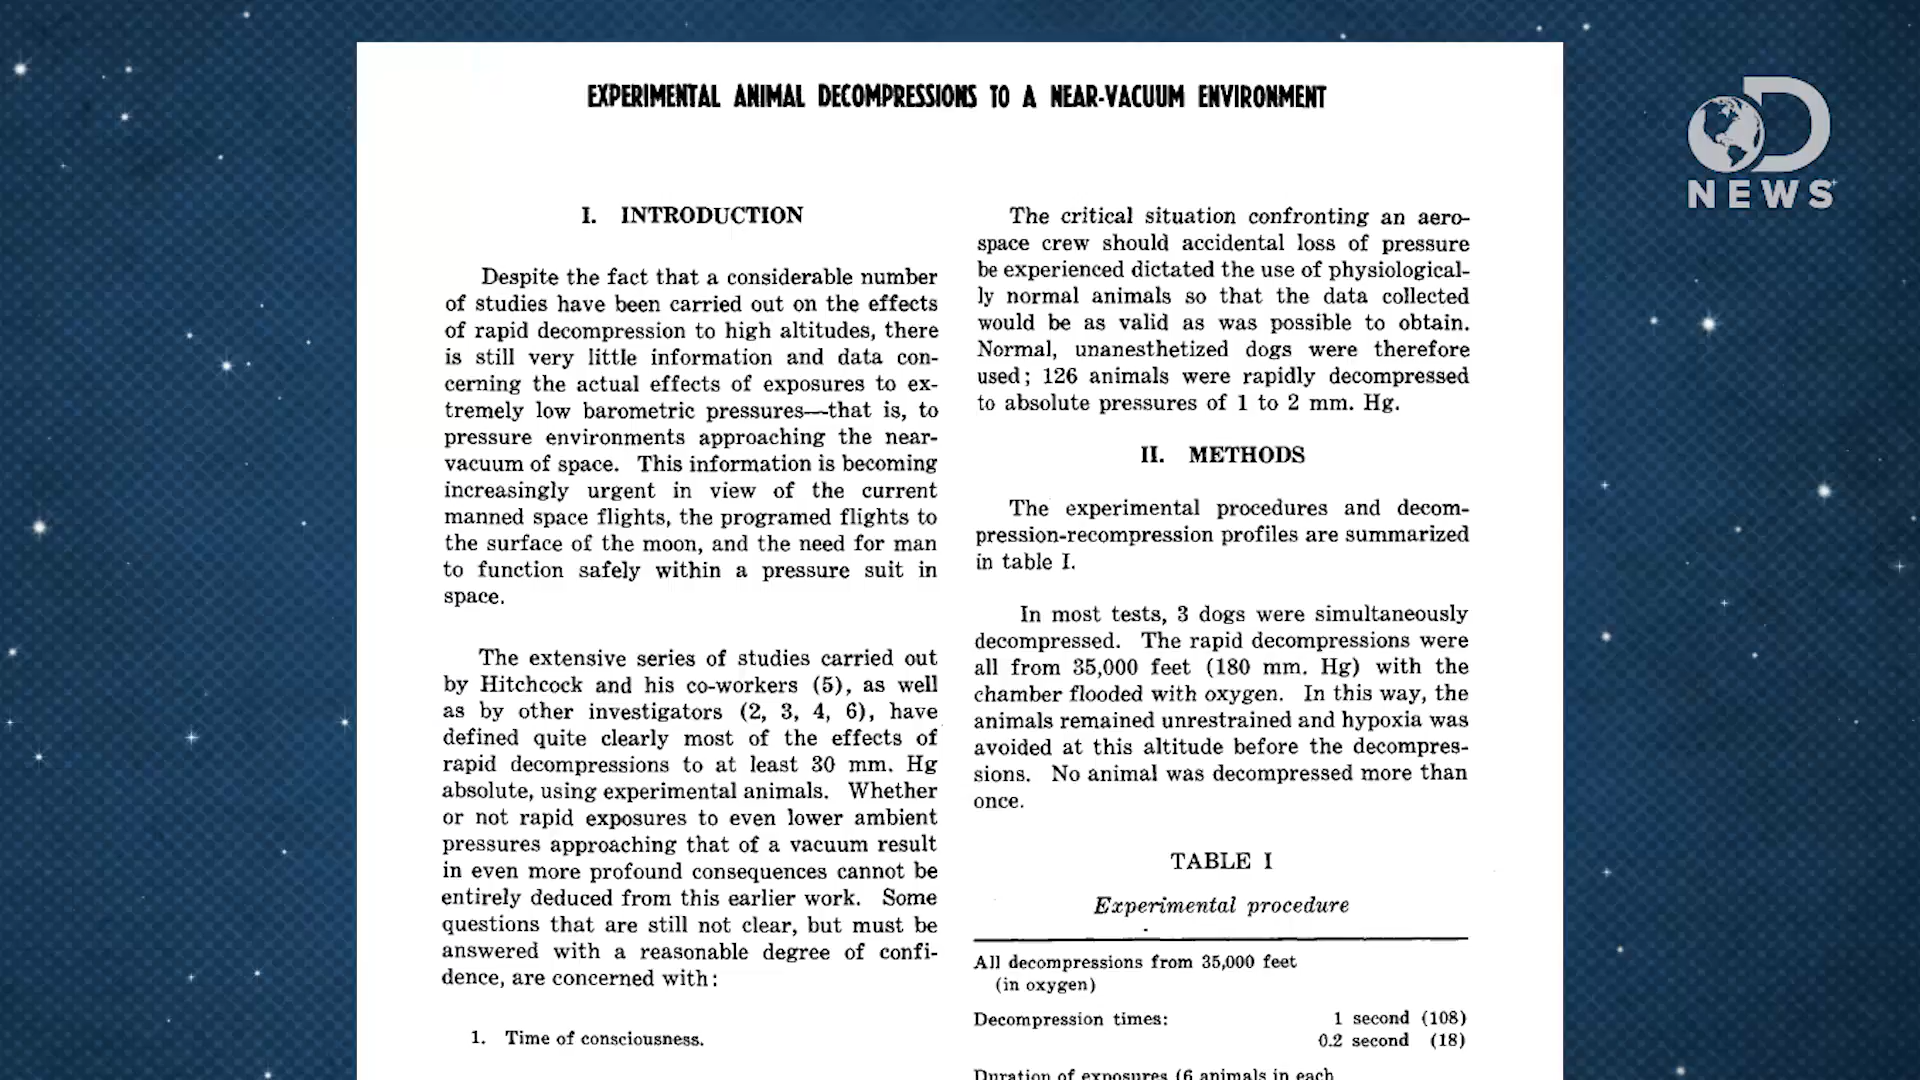 EXPERIMENTAL ANIMAL DECOMPRESSIONS TO A NEAR-VACUUM ENVIRONMENT
I. INTRODUCTION
Despite the fact that a considerable number
of studies have been carried out on the effects
of rapid decompression to high altitudes, there
is still very little information and data con-
cerning the actual effects of exposures to ex-
tremely low barometric pressures—that is, to
pressure environments approaching the near-
vacuum of space. This information is becoming
increasingly urgent in view of the current
manned space flights, the programed flights to
the surface of the moon, and the need for man
to function safely within a pressure suit in
space.
The extensive series of studies carried out
by Hitchcock and his co-workers (5), as well
as by other investigators (2, 3, 4, 6), have
defined quite clearly most of the effects of
rapid decompressions to at least 30 mm. Hg
absolute, using experimental animals. Whether
or not rapid exposures to even lower ambient
pressures approaching that of a vacuum result
in even more profound consequences cannot be
entirely deduced from this earlier work. Some
questions that are still not clear, but must be
answered with a reasonable degree of confi-
dence, are concerned with:
1. Time of consciousness.
The critical situation confronting an aero-
space crew should accidental loss of pressure
be experienced dictated the use of physiological-
ly normal animals so that the data collected
would be as valid as was possible to obtain.
Normal, unanesthetized dogs were therefore
used; 126 animals were rapidly decompressed
to absolute pressures of 1 to 2 mm. Hg.
II. METHODS
The experimental procedures and decom-
pression-recompression profiles are summarized
in table I.
In most tests, 3 dogs were simultaneously
decompressed. The rapid decompressions were
all from 35,000 feet (180 mm. Hg) with the
chamber flooded with oxygen. In this way, the
animals remained unrestrained and hypoxia was
avoided at this altitude before the decompres-
sions. No animal was decompressed more than
once.
TABLE I
Experimental procedure
All decompressions from 35,000 feet
(in oxygen)
Decompression times: 1 second (108)
0.2 second (18)
Duration of exposures (6 animals in each
D
NEWS